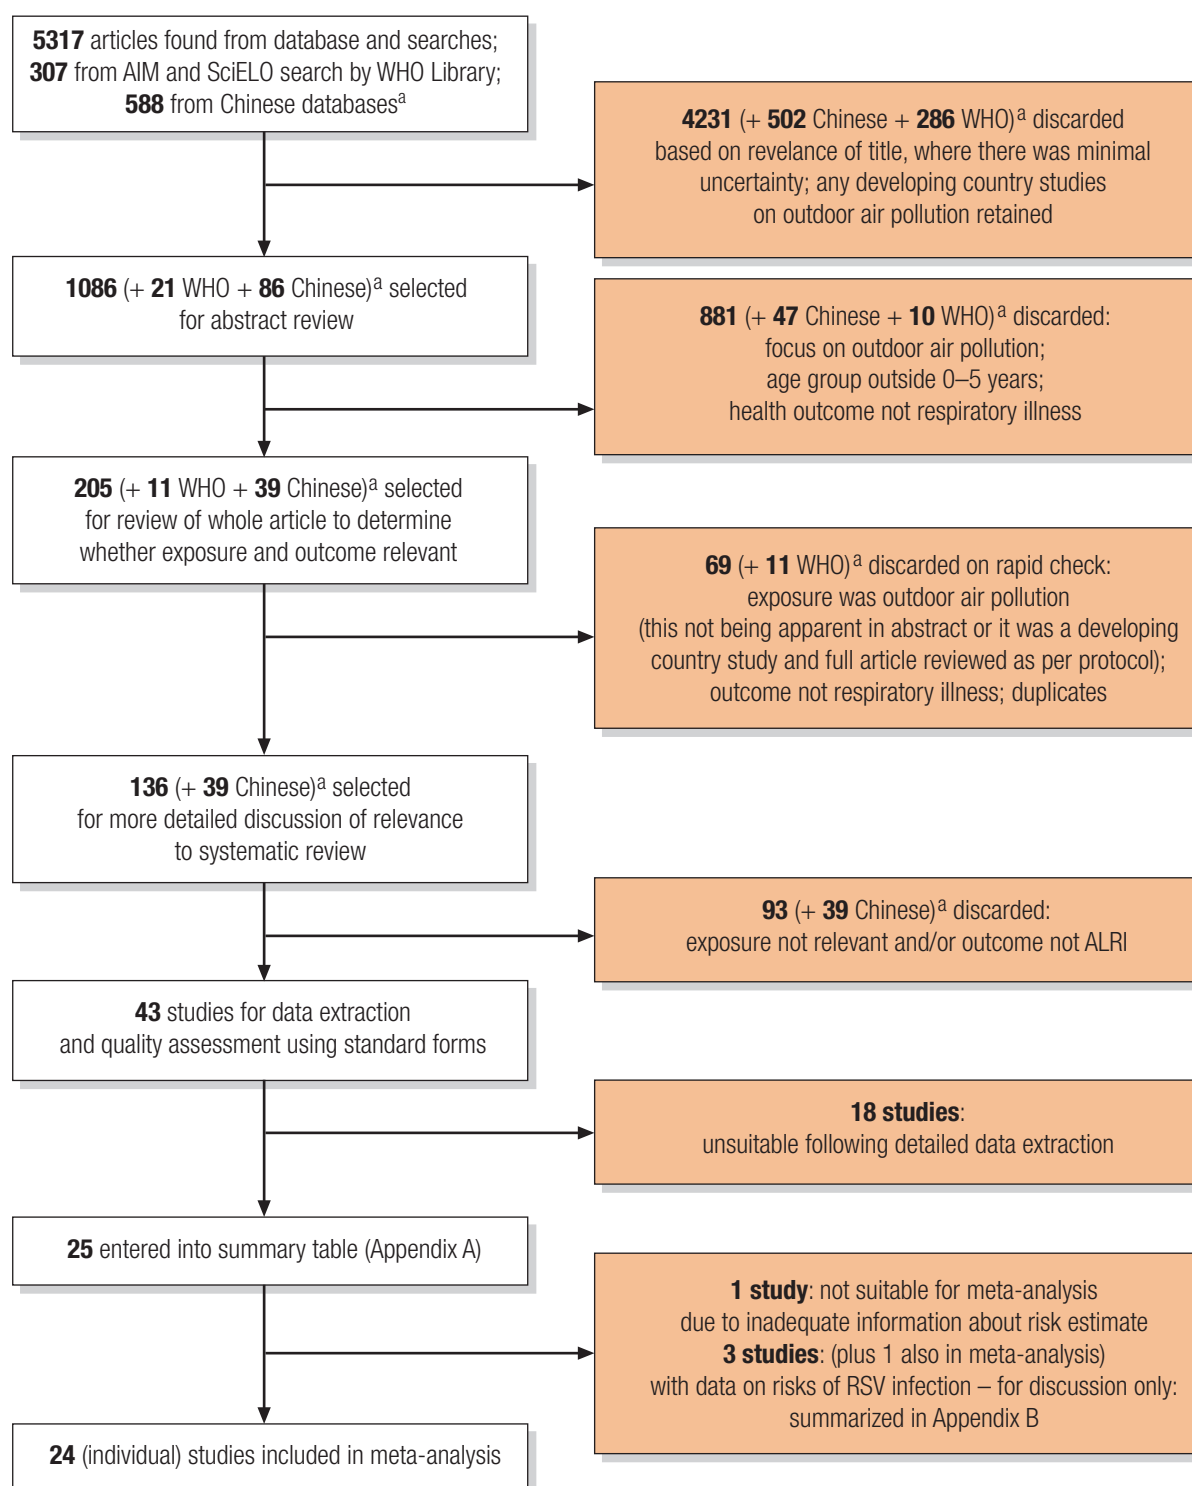 5317 articles found from database and searches;
307 from AIM and SciELO search by WHO Library;
588 from Chinese databasesa
4231 (+ 502 Chinese + 286 WHO)a discarded
based on revelance of title, where there was minimal
uncertainty; any developing country studies
on outdoor air pollution retained
1086 (+ 21 WHO + 86 Chinese)a selected
for abstract review
881 (+ 47 Chinese + 10 WHO)a discarded:
focus on outdoor air pollution;
age group outside 0–5 years;
health outcome not respiratory illness
205 (+ 11 WHO + 39 Chinese)a selected
for review of whole article to determine
whether exposure and outcome relevant
69 (+ 11 WHO)a discarded on rapid check:
exposure was outdoor air pollution
(this not being apparent in abstract or it was a developing
country study and full article reviewed as per protocol);
outcome not respiratory illness; duplicates
136 (+ 39 Chinese)a selected
for more detailed discussion of relevance
to systematic review
93 (+ 39 Chinese)a discarded:
exposure not relevant and/or outcome not ALRI
43 studies for data extraction
and quality assessment using standard forms
18 studies:
unsuitable following detailed data extraction
25 entered into summary table (Appendix A)
1 study: not suitable for meta-analysis
due to inadequate information about risk estimate
3 studies: (plus 1 also in meta-analysis)
with data on risks of RSV infection – for discussion only:
summarized in Appendix B
24 (individual) studies included in meta-analysis